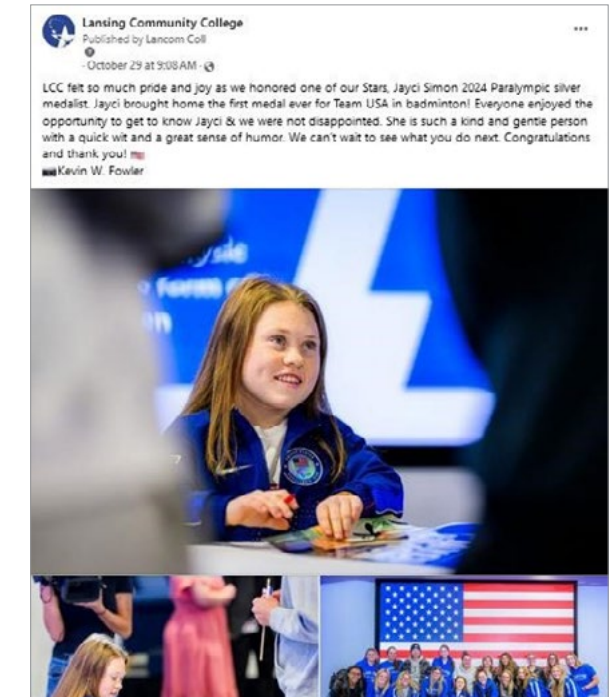 Lansing Community College
Published by Lancom Coll
· October 29 at 9:08 AM ·
LCC felt so much pride and joy as we honored one of our Stars, Jayci Simon 2024 Paralympic silver
medalist. Jayci brought home the first medal ever for Team USA in badminton! Everyone enjoyed the
opportunity to get to know Jayci & we were not disappointed. She is such a kind and gentle person
with a quick wit and a great sense of humor. We can't wait to see what you do next. Congratulations
and thank you!
Kevin W. Fowler
form of